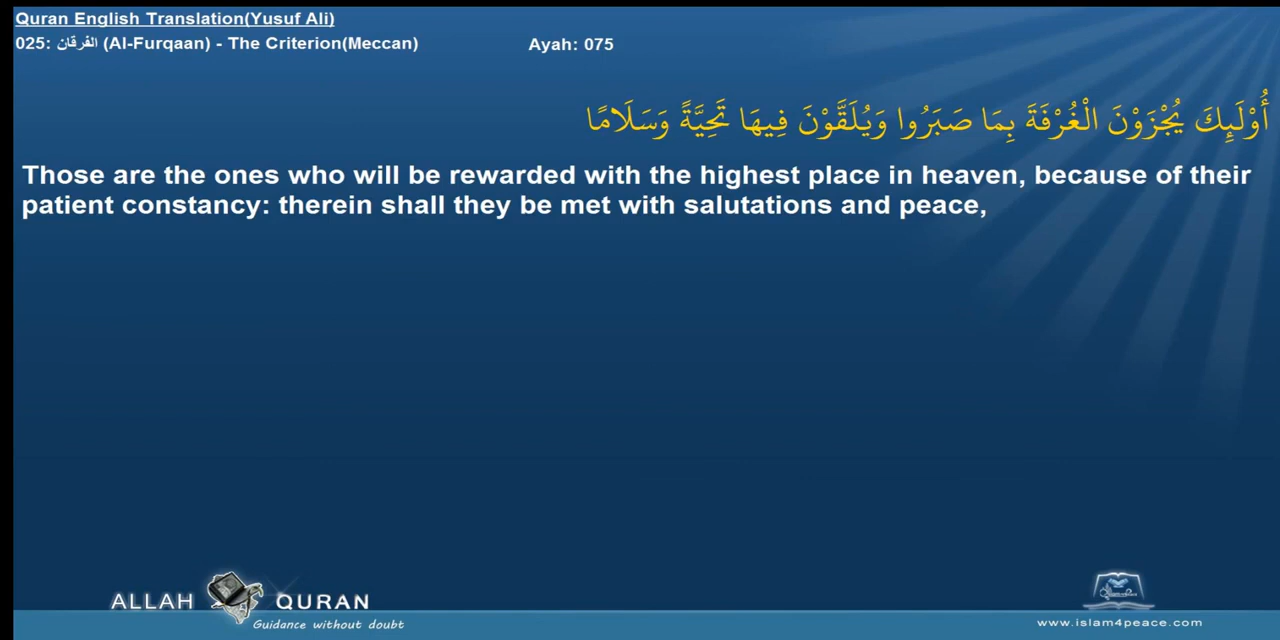 Quran English Translation(Yusuf Ali)
025: الفرقان (Al-Furqaan) - The Criterion(Meccan) Ayah: 075
أُوْلَئِكَ يُجْزَوْنَ الْغُرْفَةَ بِمَا صَبَرُوا وَيُلَقَّوْنَ فِيهَا تَحِيَّةً وَسَلَامًا
Those are the ones who will be rewarded with the highest place in heaven, because of their
patient constancy: therein shall they be met with salutations and peace,
ALLAH QURAN
Guidance without doubt
www.islam4peace.com